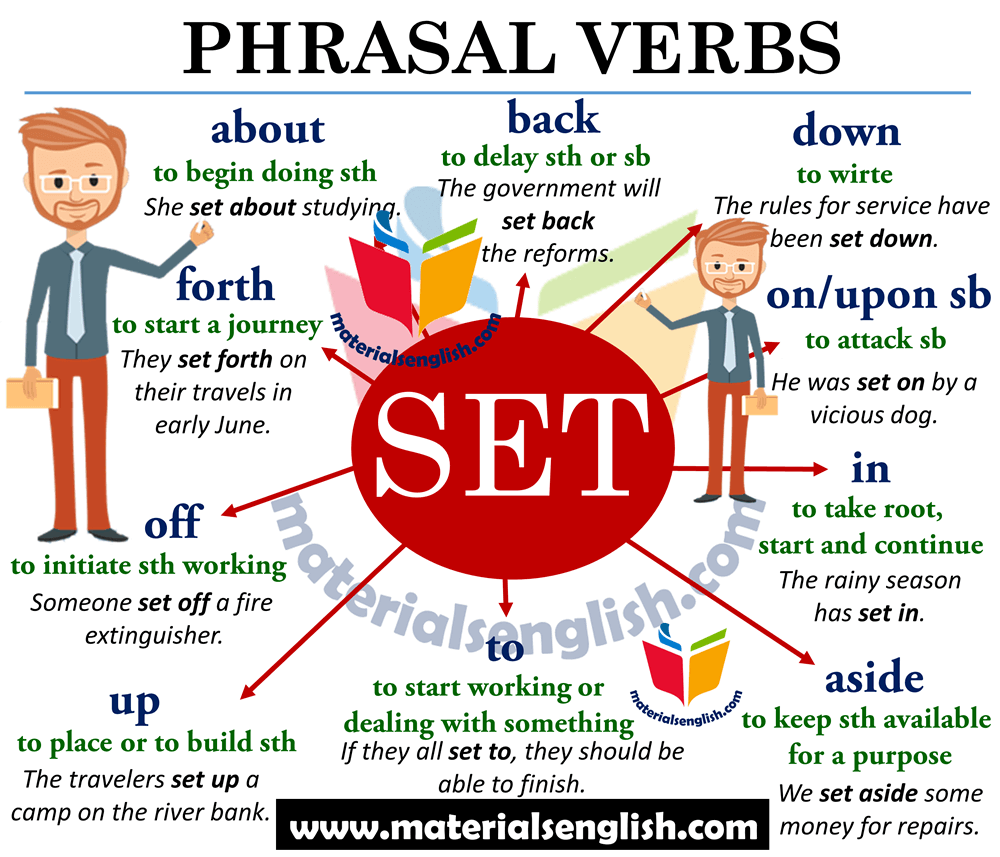 PHRASAL VERBS
about
to begin doing sth
She set about studying.
back
to delay sth or sb
The government will
set back
the reforms.
down
to wirte
The rules for service have
been set down.
forth
to start a journey
They set forth on
their travels in
early June.
materialsenglish.com
on/upon sb
to attack sb
He was set on by a
vicious dog.
SET
in
to take root,
start and continue
The rainy season
has set in.
off
to initiate sth working
Someone set off a fire
extinguisher.
materialsenglish.com
to
to start working or
dealing with something
If they all set to, they should be
able to finish.
materialsenglish.com
aside
to keep sth available
for a purpose
We set aside some
money for repairs.
up
to place or to build sth
The travelers set up a
camp on the river bank.
www.materialsenglish.com